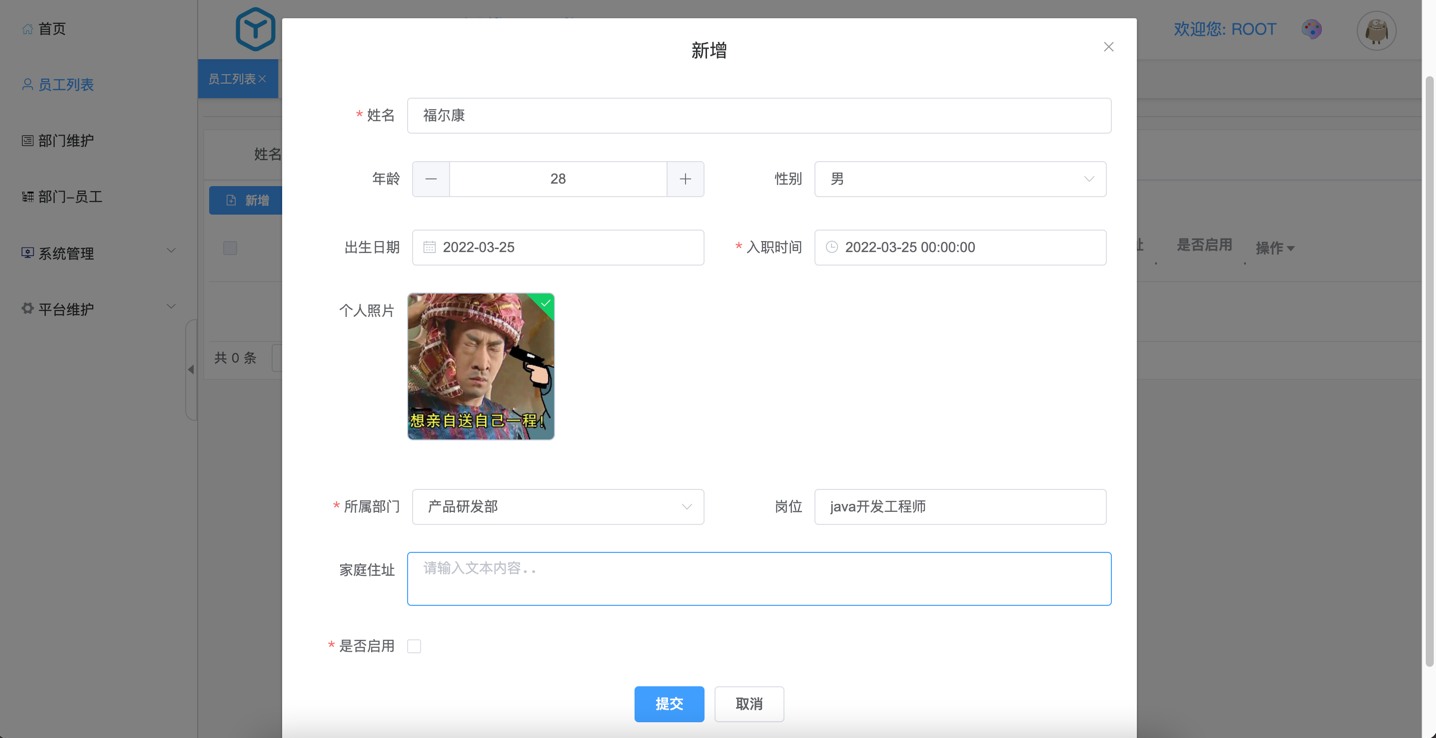 首页
员工列表
部门维护
部门-员工
系统管理
平台维护
欢迎您: ROOT
员工列表
姓名
新增
是否启用
操作
共 0 条
新增
* 姓名
福尔康
年龄
28
性别
男
出生日期
2022-03-25
* 入职时间
2022-03-25 00:00:00
个人照片
想亲自送自己一程!
* 所属部门
产品研发部
岗位
java开发工程师
家庭住址
请输入文本内容..
* 是否启用
提交
取消